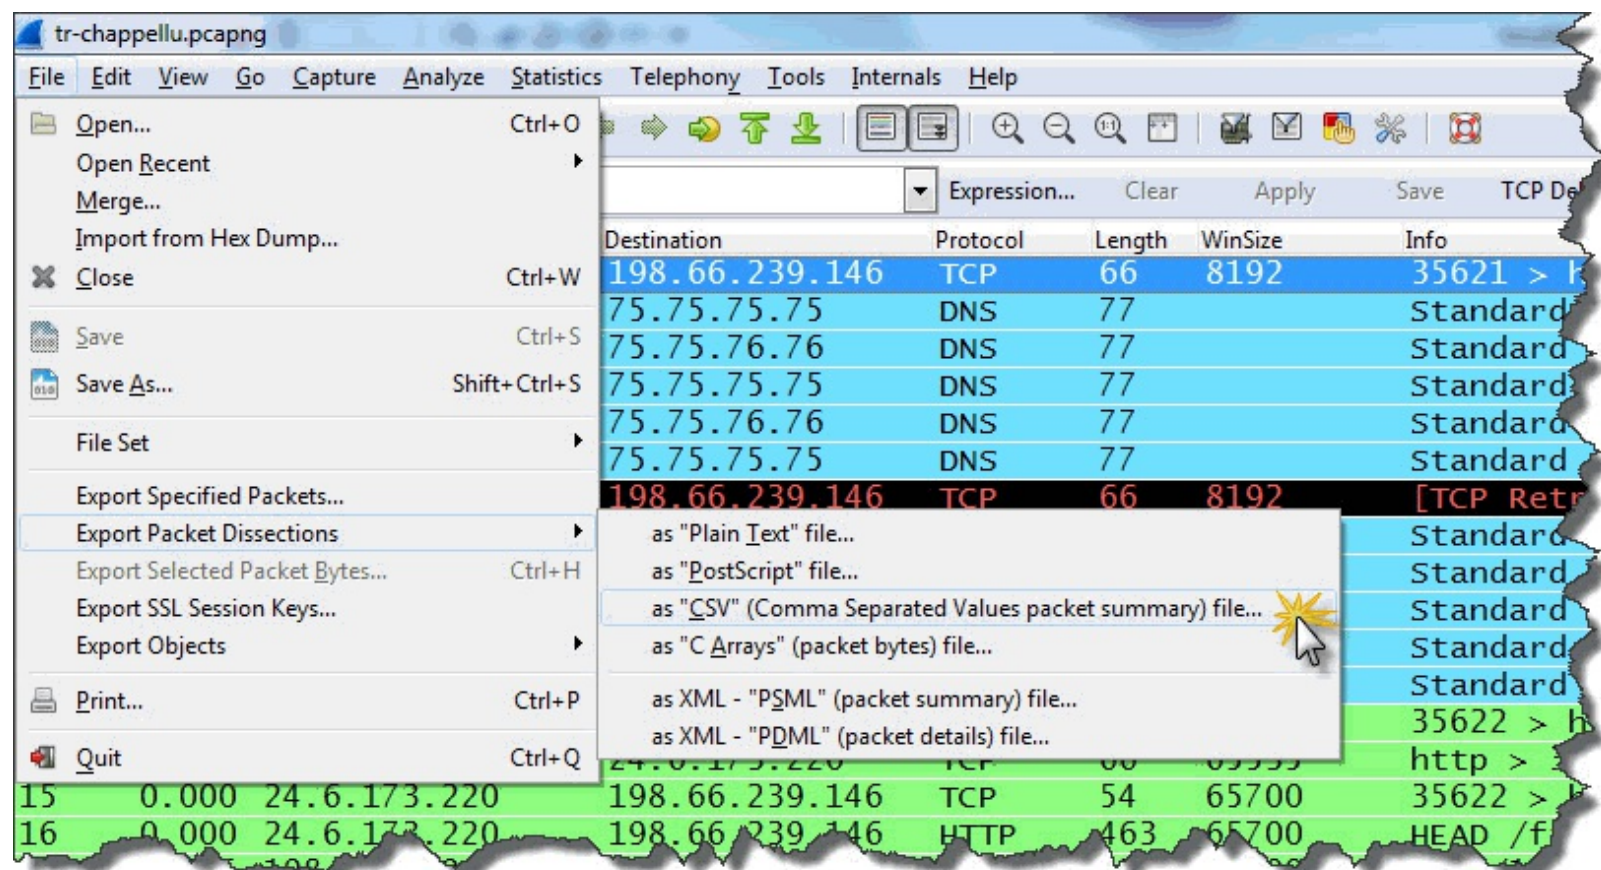 tr-chappellu.pcapng
File Edit View Go Capture Analyze Statistics Telephony Tools Internals Help
Open... Ctrl+O
Open Recent
Merge...
Import from Hex Dump...
Close Ctrl+W
Save Ctrl+S
Save As... Shift+Ctrl+S
File Set
Export Specified Packets...
Export Packet Dissections
Export Selected Packet Bytes... Ctrl+H
Export SSL Session Keys...
Export Objects
Print... Ctrl+P
Quit Ctrl+Q
Expression... Clear Apply Save TCP
Destination Protocol Length WinSize Info
198.66.239.146 TCP 66 8192 35621 >
75.75.75.75 DNS 77 Standard
75.75.76.76 DNS 77 Standard
75.75.75.75 DNS 77 Standard
75.75.76.76 DNS 77 Standard
75.75.75.75 DNS 77 Standard
198.66.239.146 TCP 66 8192 [TCP Retr
as "Plain Text" file...
as "PostScript" file...
as "CSV" (Comma Separated Values packet summary) file...
as "C Arrays" (packet bytes) file...
as XML - "PSML" (packet summary) file...
as XML - "PDML" (packet details) file...
Standard
Standard
Standard
Standard
Standard
35622 > h
http >
15 0.000 24.6.173.220 198.66.239.146 TCP 54 65700 35622 >
16 0.000 24.6.173.220 198.66.239.146 HTTP 463 65700 HEAD /f